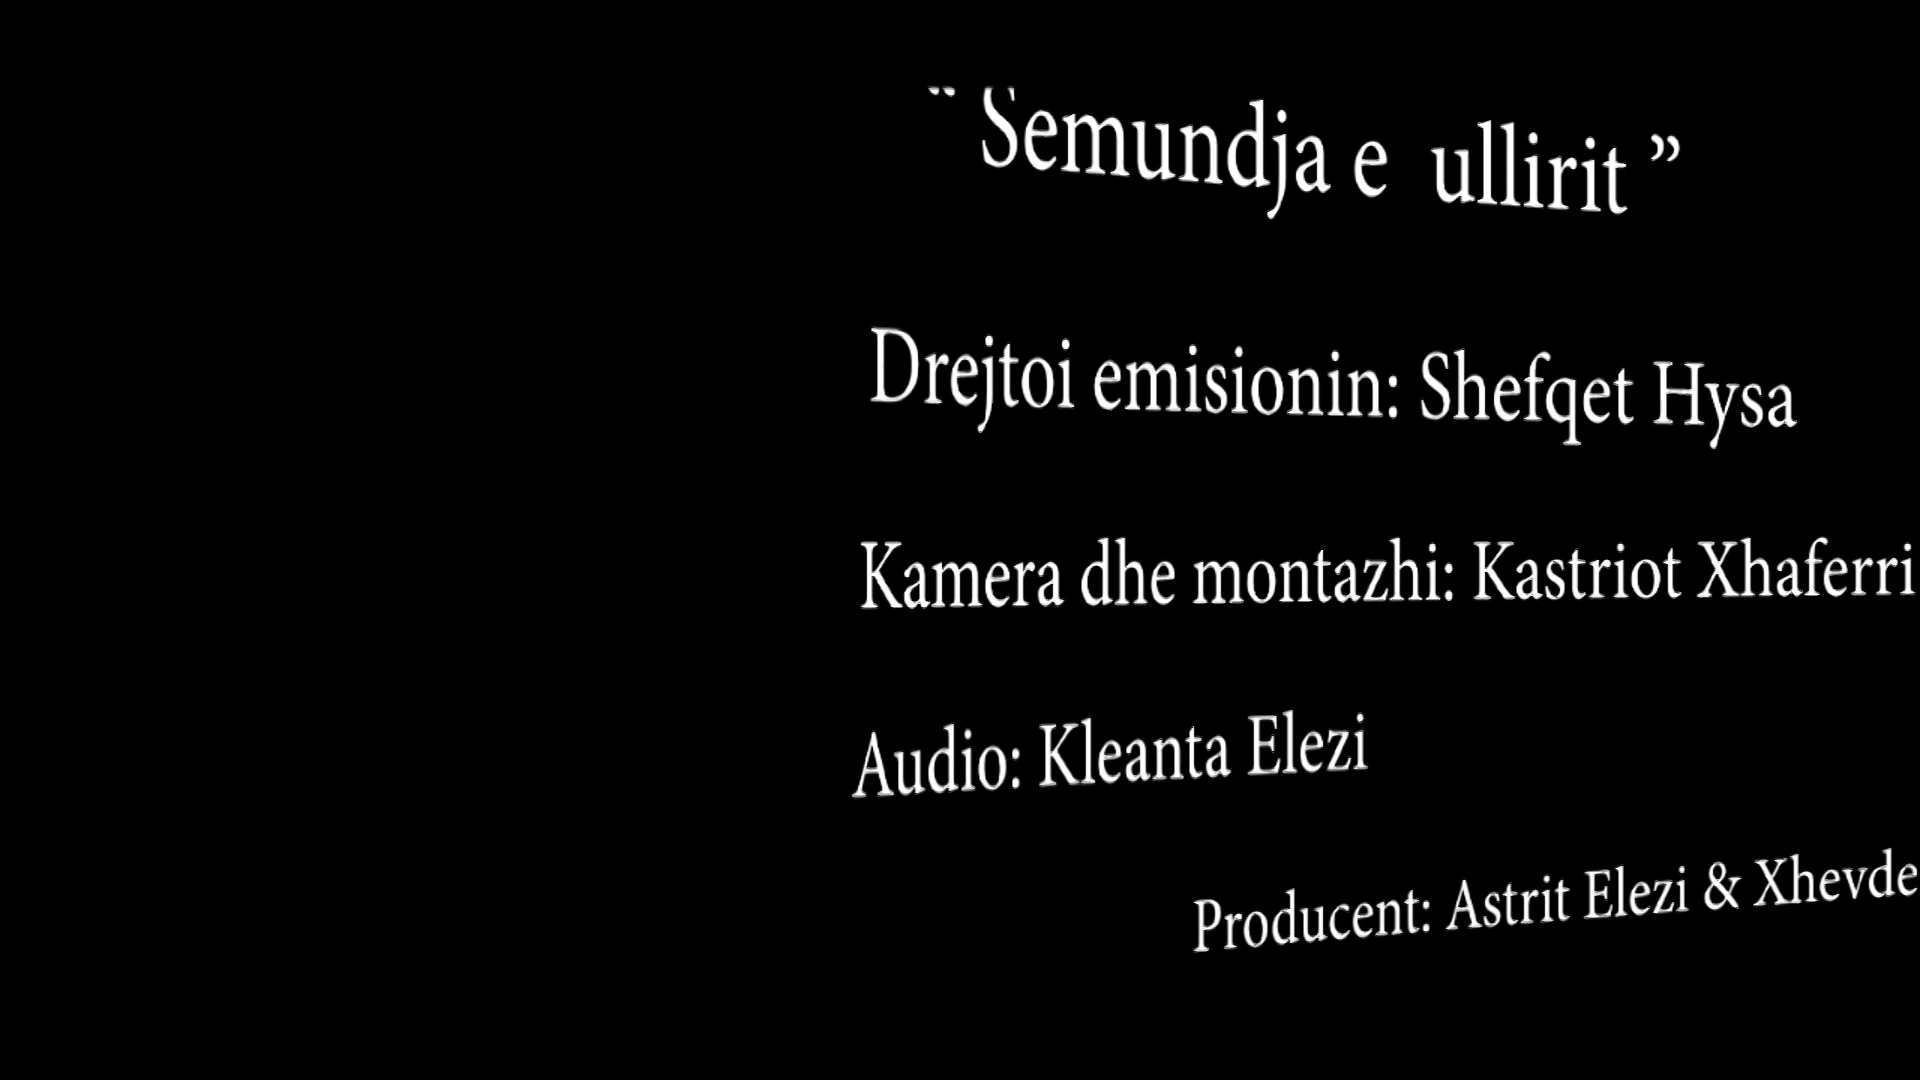 “ Semundja e ullirit ”
Drejtoi emisionin: Shefqet Hysa
Kamera dhe montazhi: Kastriot Xhaferri
Audio: Kleanta Elezi
Producent: Astrit Elezi &